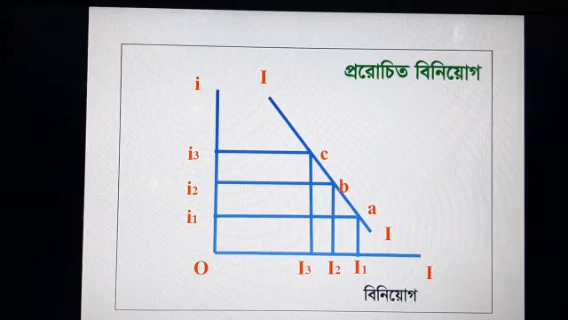 প্ররোচিত বিনিয়োগ
i I
i3 c
i2 b
i1 a
I
O I3 I2 I1 I
বিনিয়োগ